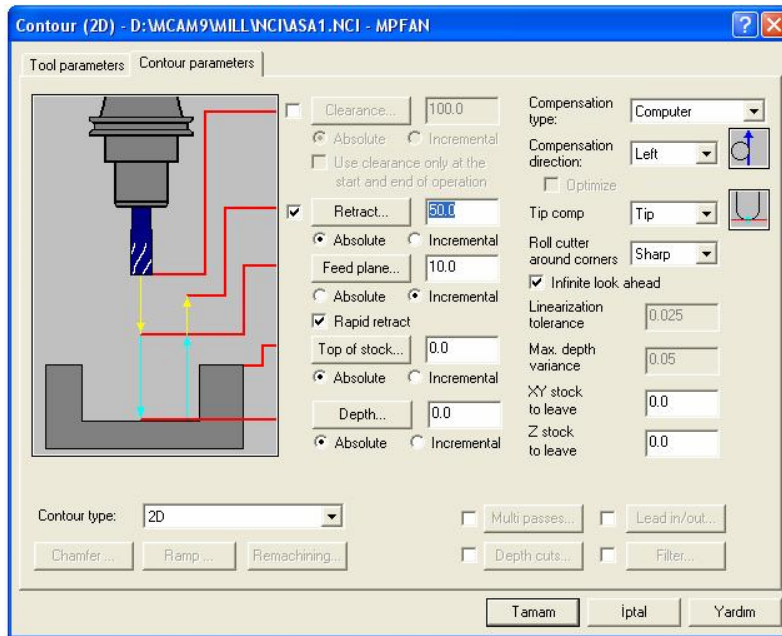 Contour (2D) - D:\MCAM9\MILL\NCI\ASA1.NCI - MPFAN
Tool parameters Contour parameters
Clearance... 100.0
Absolute Incremental
Use clearance only at the
start and end of operation
Retract... 50.0
Absolute Incremental
Feed plane... 10.0
Absolute Incremental
Rapid retract
Top of stock... 0.0
Absolute Incremental
Depth... 0.0
Absolute Incremental
Compensation
type: Computer
Compensation
direction: Left
Optimize
Tip comp Tip
Roll cutter
around corners Sharp
Infinite look ahead
Linearization
tolerance 0.025
Max. depth
variance 0.05
XY stock
to leave 0.0
Z stock
to leave 0.0
Contour type: 2D
Multi passes... Lead in/out...
Chamfer ... Ramp ... Remachining... Depth cuts... Filter...
Tamam İptal Yardım